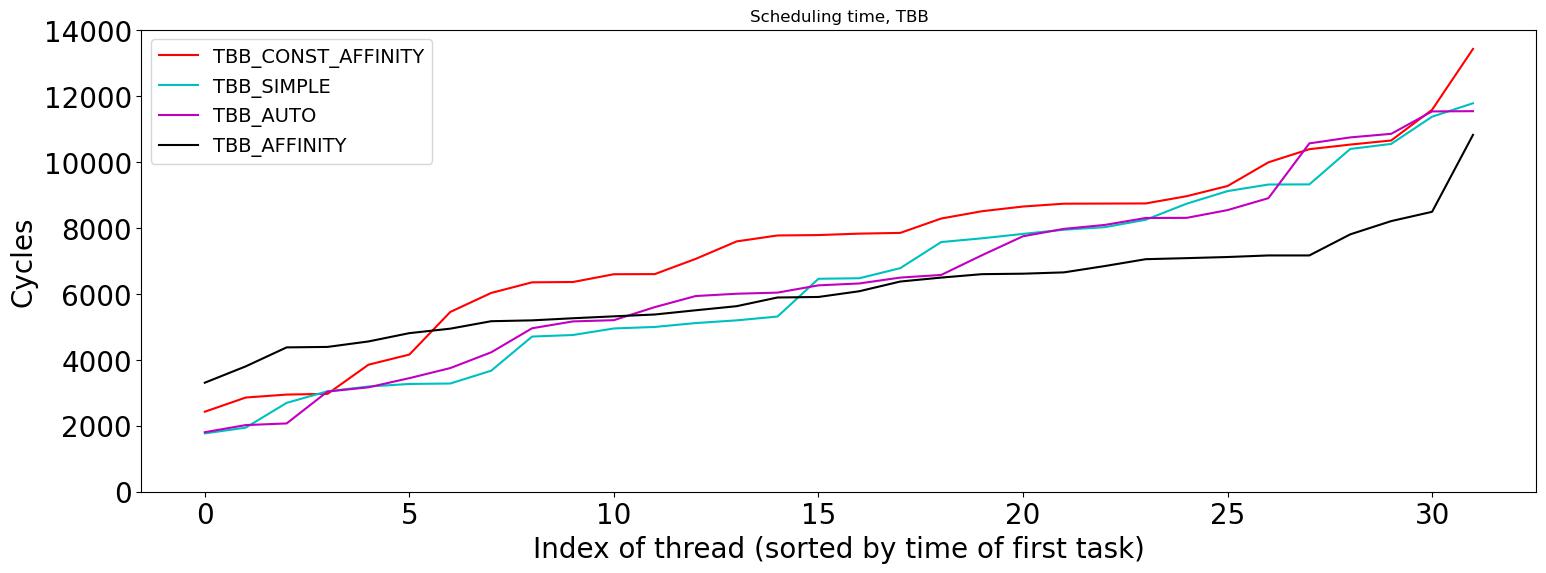 Scheduling time, TBB
14000
12000
10000
8000
6000
4000
2000
0
Cycles
TBB_CONST_AFFINITY
TBB_SIMPLE
TBB_AUTO
TBB_AFFINITY
0 5 10 15 20 25 30
Index of thread (sorted by time of first task)